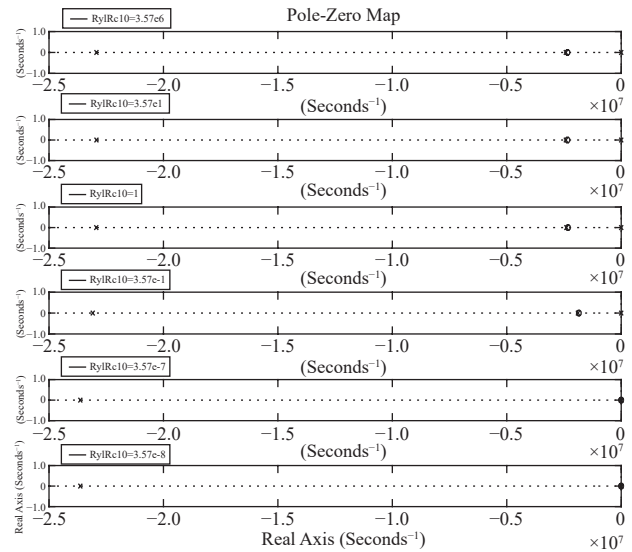 Pole-Zero Map
RylRc10=3.57e6
(Seconds⁻¹)
1.0
0
−1.0
−2.5 −2.0 −1.5 −1.0 −0.5 0
(Seconds⁻¹) ×10⁷
RylRc10=3.57e1
(Seconds⁻¹)
1.0
0
−1.0
−2.5 −2.0 −1.5 −1.0 −0.5 0
(Seconds⁻¹) ×10⁷
RylRc10=1
(Seconds⁻¹)
1.0
0
−1.0
−2.5 −2.0 −1.5 −1.0 −0.5 0
(Seconds⁻¹) ×10⁷
RylRc10=3.57e-1
(Seconds⁻¹)
1.0
0
−1.0
−2.5 −2.0 −1.5 −1.0 −0.5 0
(Seconds⁻¹) ×10⁷
RylRc10=3.57e-7
(Seconds⁻¹)
1.0
0
−1.0
−2.5 −2.0 −1.5 −1.0 −0.5 0
(Seconds⁻¹) ×10⁷
RylRc10=3.57e-8
Real Axis (Seconds⁻¹)
1.0
0
−1.0
−2.5 −2.0 −1.5 −1.0 −0.5 0
Real Axis (Seconds⁻¹) ×10⁷